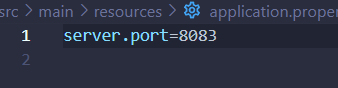 src > main > resources > application.proper
1 server.port=8083
2